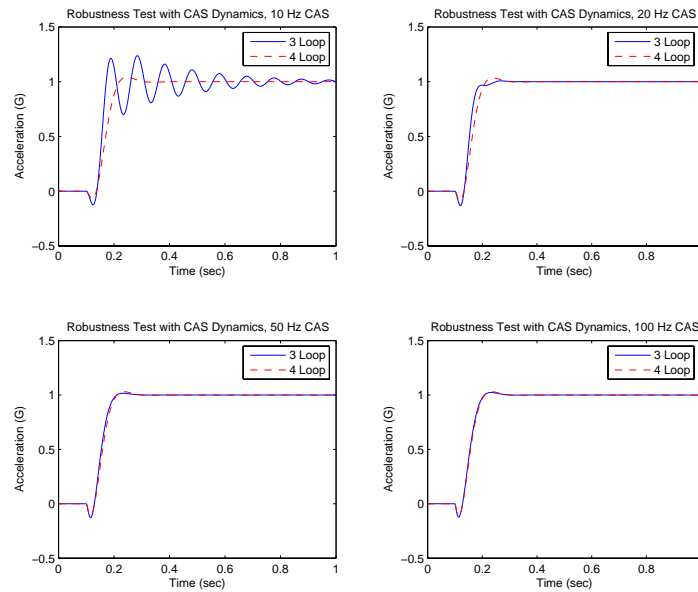 Robustness Test with CAS Dynamics, 10 Hz CAS
1.5
1
0.5
0
−0.5
0
0.2
0.4
0.6
0.8
1
Acceleration (G)
Time (sec)
3 Loop
4 Loop
Robustness Test with CAS Dynamics, 20 Hz CAS
1.5
1
0.5
0
−0.5
0
0.2
0.4
0.6
0.8
Acceleration (G)
Time (sec)
3 Loop
4 Loop
Robustness Test with CAS Dynamics, 50 Hz CAS
1.5
1
0.5
0
−0.5
0
0.2
0.4
0.6
0.8
1
Acceleration (G)
Time (sec)
3 Loop
4 Loop
Robustness Test with CAS Dynamics, 100 Hz CAS
1.5
1
0.5
0
−0.5
0
0.2
0.4
0.6
0.8
Acceleration (G)
Time (sec)
3 Loop
4 Loop